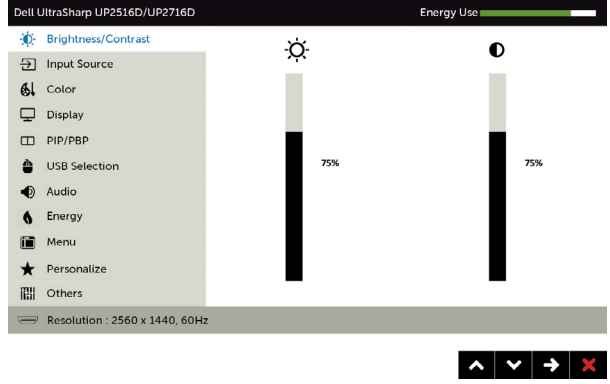 Dell UltraSharp UP2516D/UP2716D Energy Use
Brightness/Contrast
Input Source
Color
Display
PIP/PBP
USB Selection
Audio
Energy
Menu
Personalize
Others
75% 75%
Resolution : 2560 x 1440, 60Hz